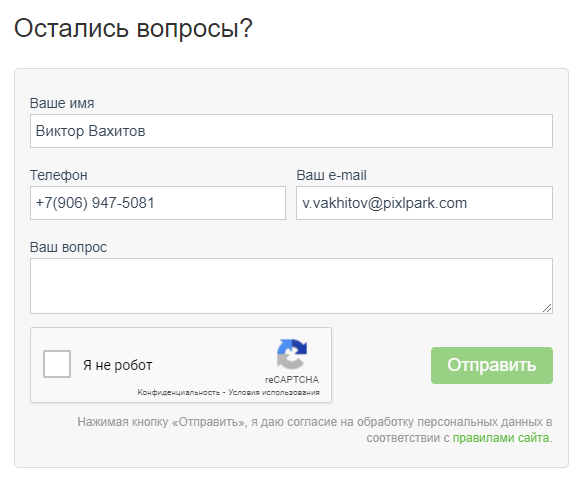 Остались вопросы?
Ваше имя
Виктор Вахитов
Телефон
Ваш e-mail
+7(906) 947-5081
v.vakhitov@pixlpark.com
Ваш вопрос
Я не робот
reCAPTCHA
Конфиденциальность - Условия использования
Отправить
Нажимая кнопку «Отправить», я даю согласие на обработку персональных данных в
соответствии с правилами сайта.